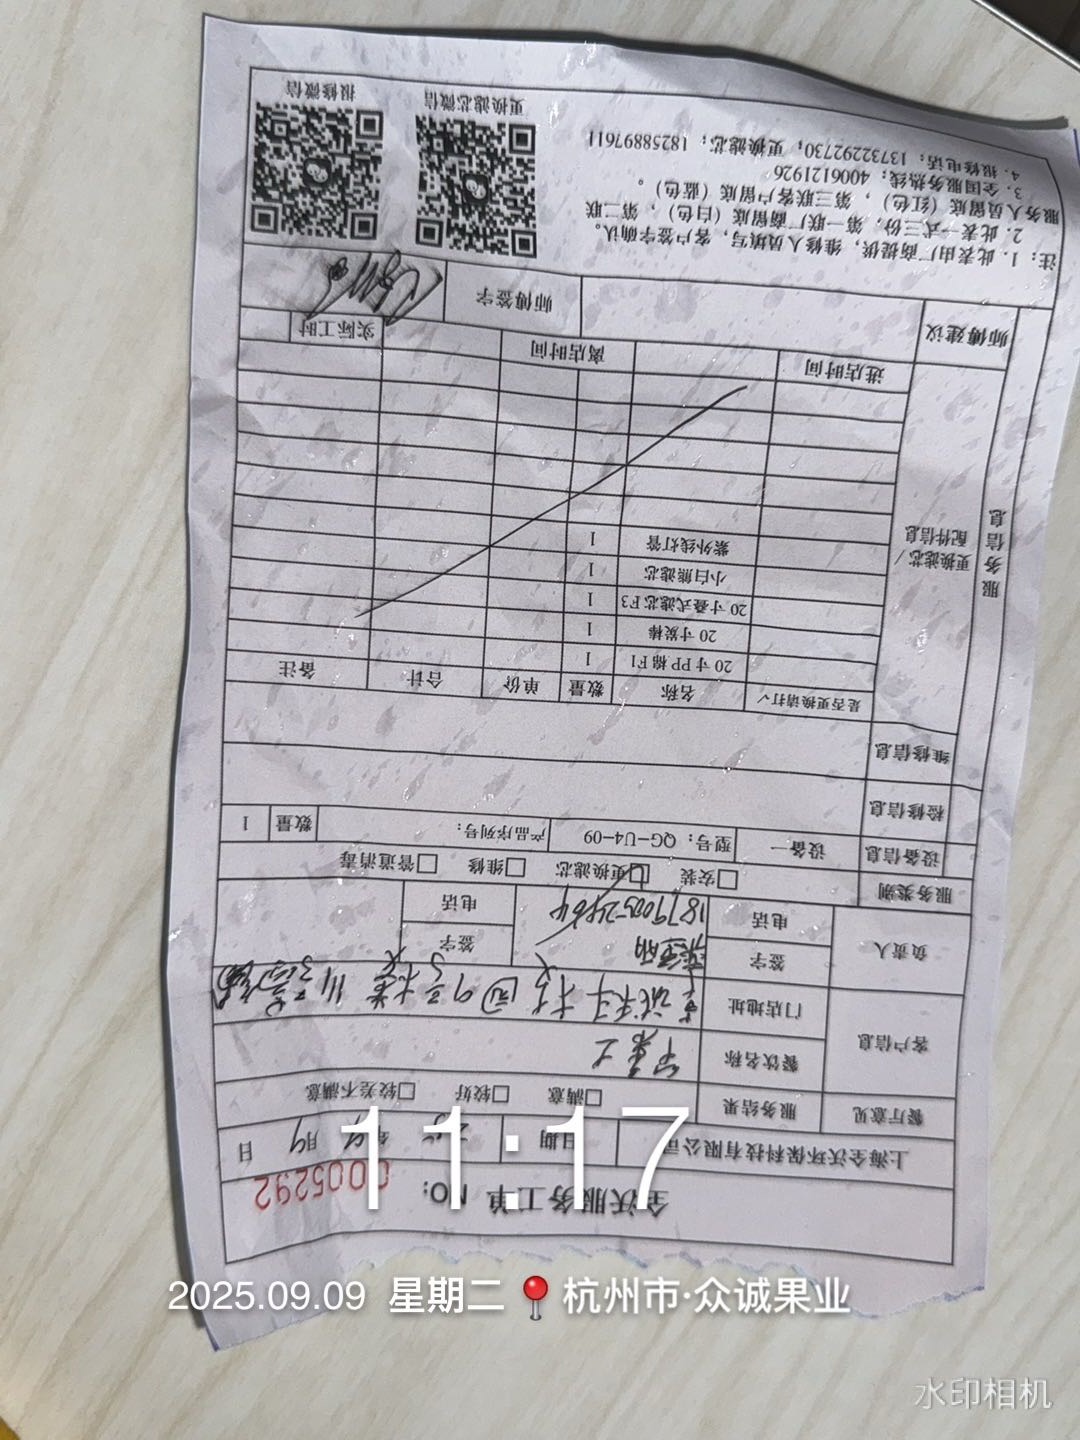 全沃服务工单 NO: 0005292
上海全沃环保科技有限公司 日期 年 9月 9日
餐厅意见 服务结果 □满意 □较好 □较差不满意
客户信息 餐饮名称
门店地址
负责人 签字 签字
电话 电话
服务类别 □安装 □更换滤芯 □维修 □管道消毒
设备信息 设备一 型号: QG-U4-09 产品序列号: 数量 1
检修信息
维修信息
服务信息
更换滤芯/配件信息
是否更换请打√ 名称 数量 单价 合计 备注
20寸PP棉F1 1
20寸炭棒 1
20寸叠式滤芯F3 1
小白熊滤芯 1
紫外线灯管 1
进店时间 离店时间 实际工时
师傅建议 师傅签字
注: 1. 此表由厂商提供, 维修人员填写, 客户签字确认。
2. 此表一式三份, 第一联厂商留底(白色), 第二联
服务人员留底(红色), 第三联客户留底(蓝色)。
3. 全国服务热线: 4006121926
4. 报修电话: 13732292730; 更换滤芯: 18258897611
更换滤芯微信 报修微信
11:17
2025.09.09 星期二 杭州市·众诚果业
水印相机